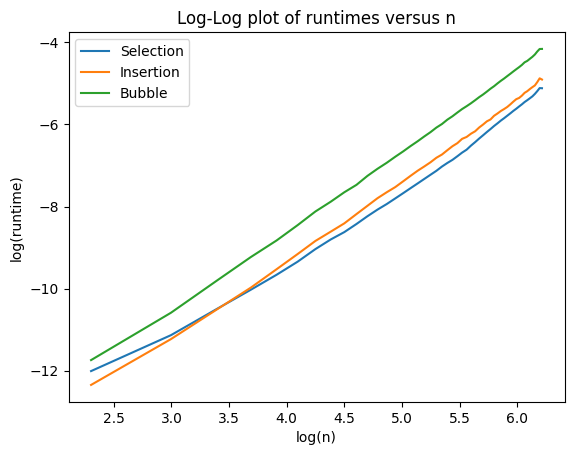 Log-Log plot of runtimes versus n
Selection
Insertion
Bubble
log(runtime)
−4
−6
−8
−10
−12
2.5 3.0 3.5 4.0 4.5 5.0 5.5 6.0
log(n)